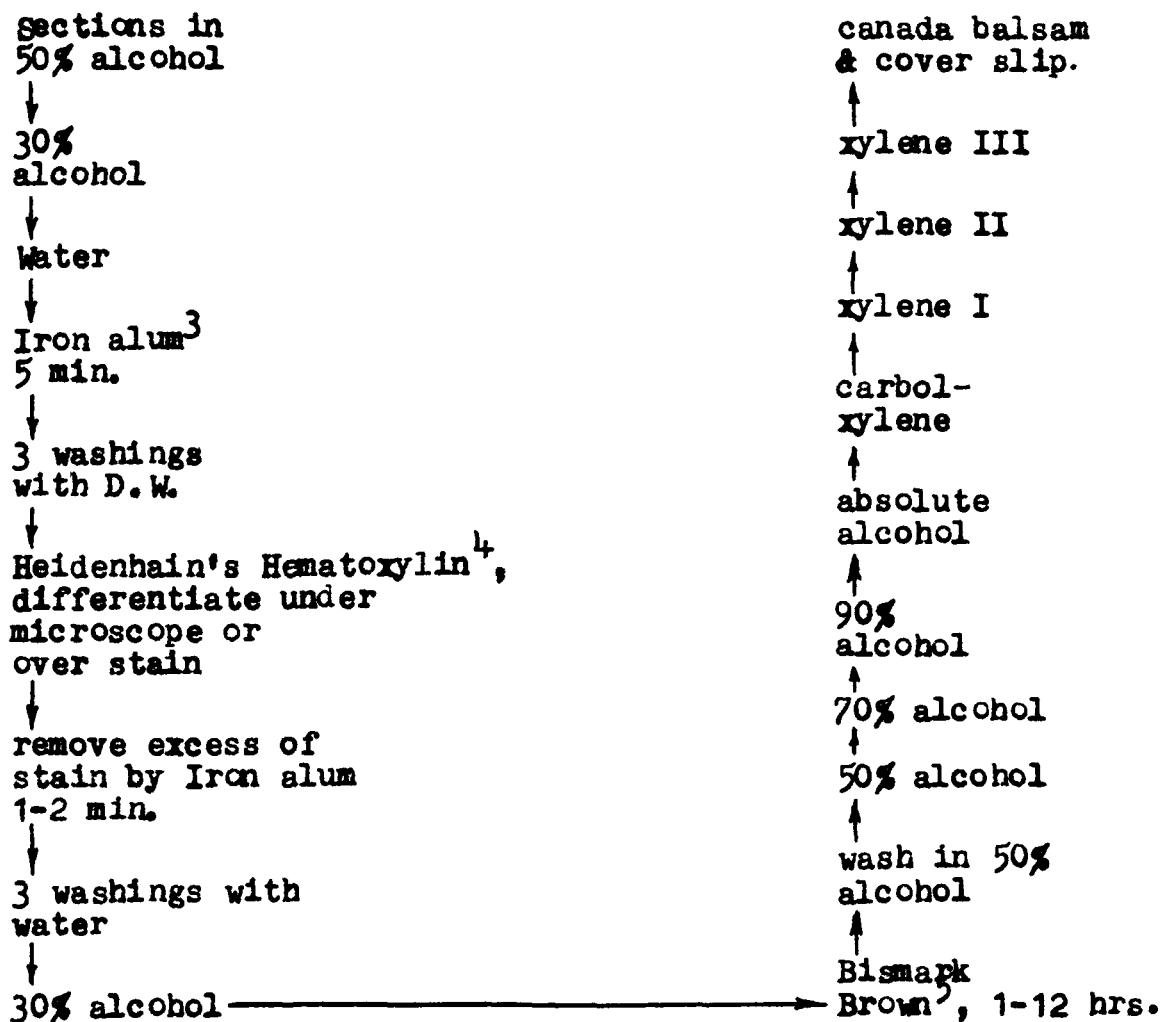 sections in
50% alcohol
30%
alcohol
Water
Iron alum3
5 min.
3 washings
with D.W.
Heidenhain's Hematoxylin4,
differentiate under
microscope or
over stain
remove excess of
stain by Iron alum
1-2 min.
3 washings with
water
30% alcohol
Bismark
Brown5, 1-12 hrs.
wash in 50%
alcohol
50% alcohol
70% alcohol
90%
alcohol
absolute
alcohol
carbol-
xylene
xylene I
xylene II
xylene III
canada balsam
& cover slip.